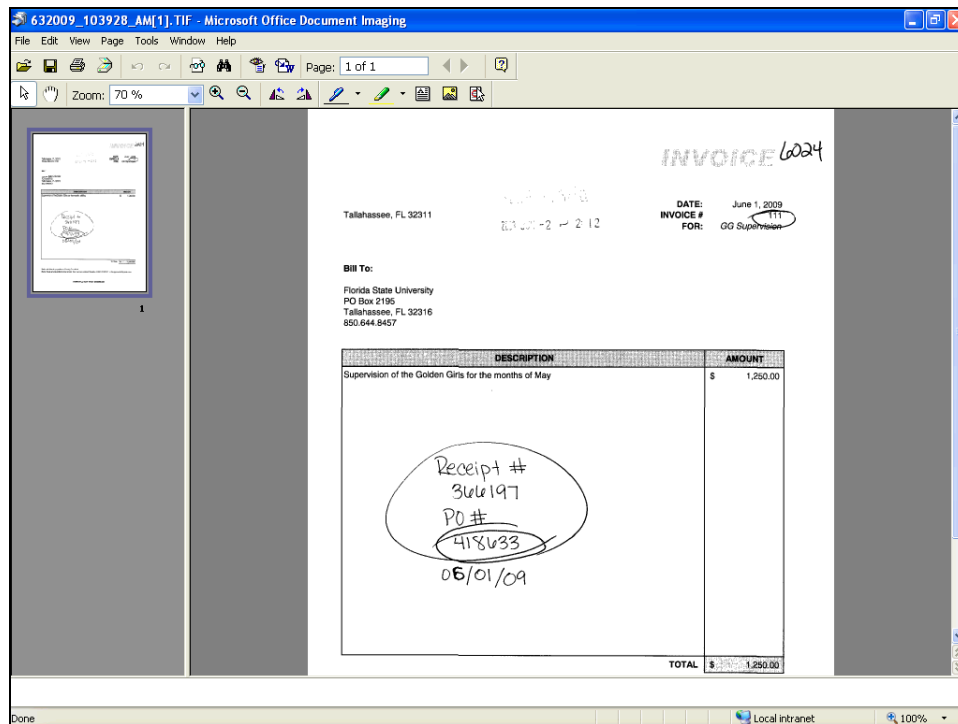 632009_103928_AM[1].TIF - Microsoft Office Document Imaging
File Edit View Page Tools Window Help
Page: 1 of 1
Zoom: 70 %
INVOICE 6024
DATE: June 1, 2009
Tallahassee, FL 32311
INVOICE # 111
2:12
FOR: GG Supervision
Bill To:
Florida State University
PO Box 2195
Tallahassee, FL 32316
850.644.8457
DESCRIPTION AMOUNT
Supervision of the Golden Girls for the months of May $ 1,250.00
Receipt #
366197
PO #
418633
06/01/09
TOTAL $ 1,250.00
1
Done Local intranet 100%